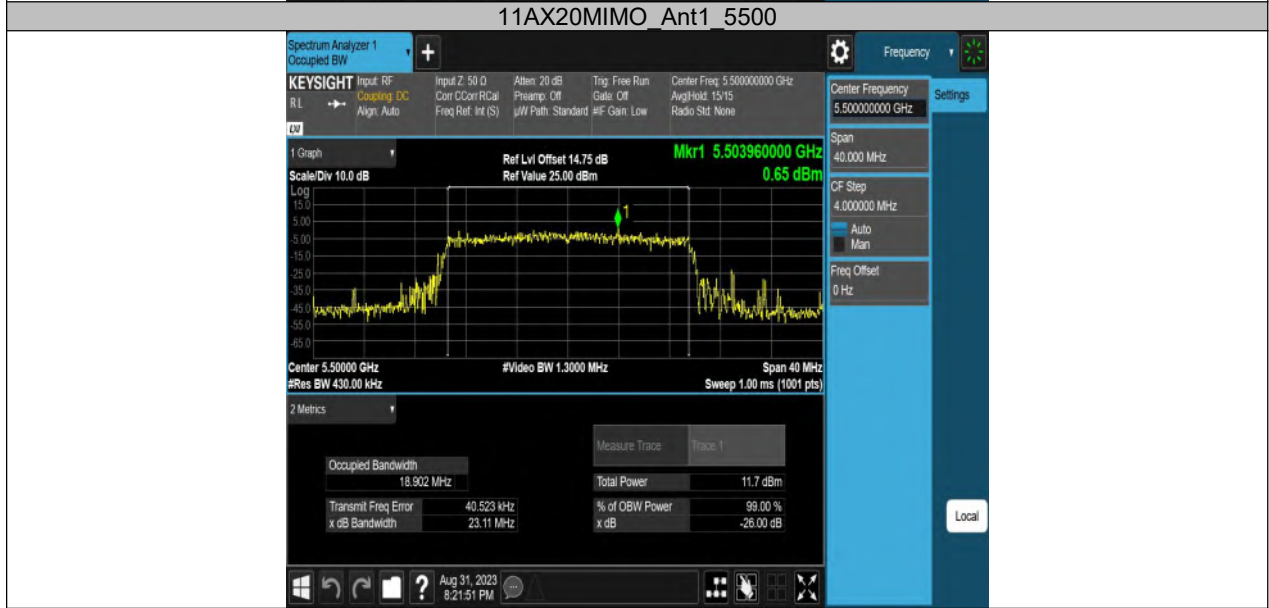 11AX20MIMO_Ant1_5500
Spectrum Analyzer 1
Occupied BW
+
Frequency
KEYSIGHT Input: RF Input Z: 50 Ω Atten: 20 dB Trig: Free Run Center Freq: 5.500000000 GHz
RL Coupling: DC Corr CCorr RCal Preamp: Off Gate: Off Avg|Hold: 15/15
Align: Auto Freq Ref: Int (S) µW Path: Standard #IF Gain: Low Radio Std: None
LXI
Center Frequency
5.500000000 GHz
Settings
Span
40.000 MHz
CF Step
4.000000 MHz
Auto
Man
Freq Offset
0 Hz
Local
1 Graph Ref Lvl Offset 14.75 dB Mkr1 5.503960000 GHz
Scale/Div 10.0 dB Ref Value 25.00 dBm 0.65 dBm
Log
15.0
5.00
-5.00
-15.0
-25.0
-35.0
-45.0
-55.0
-65.0
1
Center 5.50000 GHz #Video BW 1.3000 MHz Span 40 MHz
#Res BW 430.00 kHz Sweep 1.00 ms (1001 pts)
2 Metrics
Measure Trace Trace 1
Occupied Bandwidth
18.902 MHz Total Power 11.7 dBm
Transmit Freq Error 40.523 kHz % of OBW Power 99.00 %
x dB Bandwidth 23.11 MHz x dB -26.00 dB
? Aug 31, 2023
8:21:51 PM